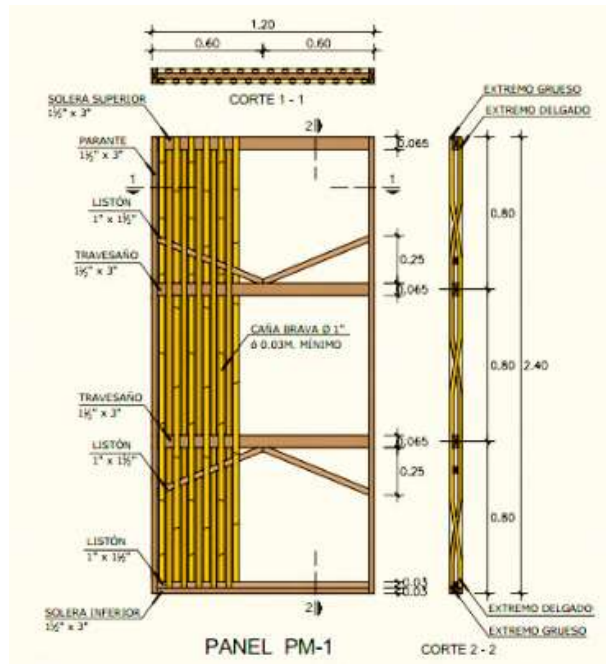 1.20
0.60 0.60
CORTE 1 - 1
SOLERA SUPERIOR
1½" x 3"
PARANTE
1½" x 3"
1
LISTÓN
1" x 1½"
TRAVESAÑO
1½" x 3"
CAÑA BRAVA Ø 1"
ó 0.03M. MÍNIMO
TRAVESAÑO
1½" x 3"
LISTÓN
1" x 1½"
LISTÓN
1" x 1½"
SOLERA INFERIOR
1½" x 3"
2
1
2
0.065
0.25
0.065
0.065
0.25
0.03
0.03
PANEL PM-1
EXTREMO GRUESO
EXTREMO DELGADO
0.80
0.80
2.40
0.80
EXTREMO DELGADO
EXTREMO GRUESO
CORTE 2 - 2